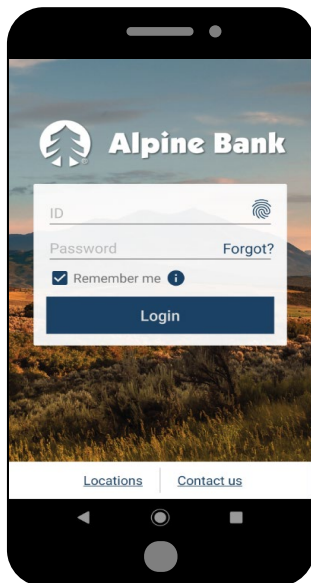 Alpine Bank
ID
Password Forgot?
Remember me i
Login
Locations Contact us